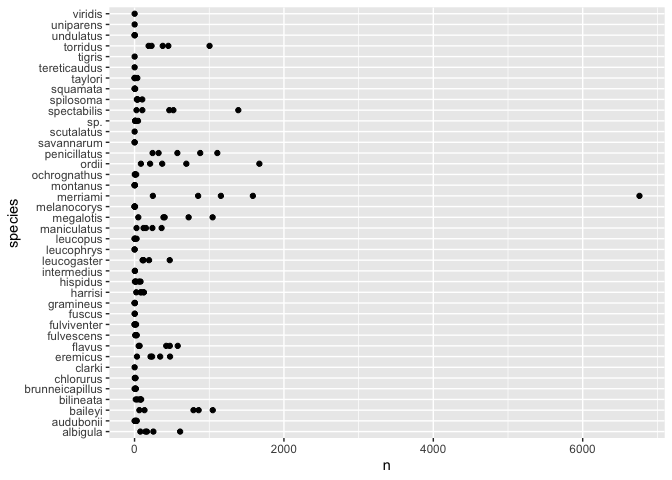 viridis
uniparens
undulatus
torridus
tigris
tereticaudus
taylori
squamata
spilosoma
spectabilis
sp.
scutalatus
savannarum
penicillatus
ordii
ochrognathus
montanus
merriami
melanocorys
megalotis
maniculatus
leucopus
leucophrys
leucogaster
intermedius
hispidus
harrisi
gramineus
fuscus
fulviventer
fulvescens
flavus
eremicus
clarki
chlorurus
brunneicapillus
bilineata
baileyi
audubonii
albigula
species
0 2000 4000 6000
n